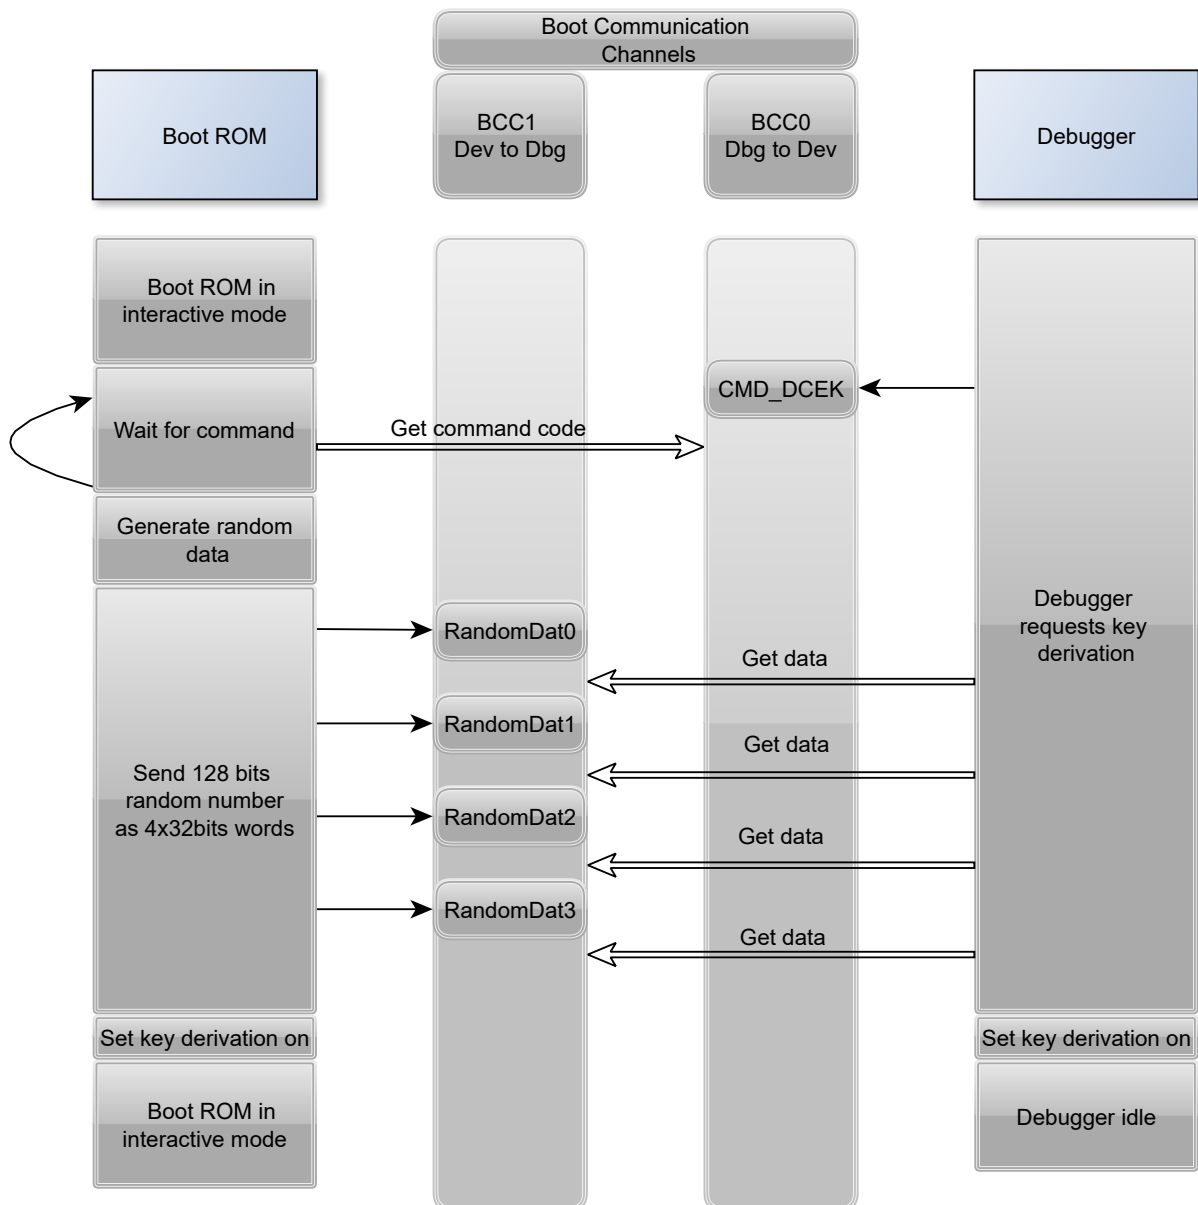 Boot Communication
Channels
Boot ROM
BCC1
Dev to Dbg
BCC0
Dbg to Dev
Debugger
Boot ROM in
interactive mode
CMD_DCEK
Wait for command
Get command code
Generate random
data
Debugger
requests key
derivation
RandomDat0
Get data
RandomDat1
Get data
Send 128 bits
random number
as 4x32bits words
RandomDat2
Get data
RandomDat3
Get data
Set key derivation on
Set key derivation on
Boot ROM in
interactive mode
Debugger idle